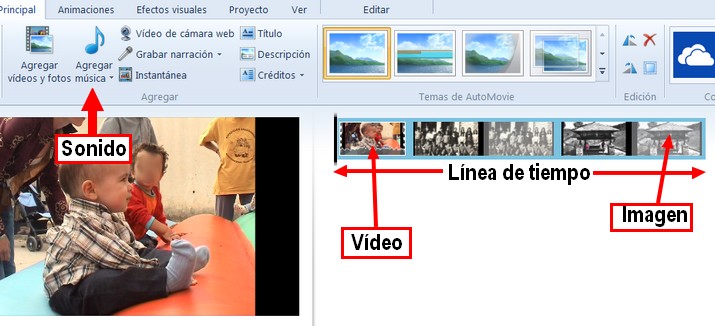 Principal Animaciones Efectos visuales Proyecto Ver Editar
Agregar vídeos y fotos
Agregar música
Vídeo de cámara web
Grabar narración
Instantánea
Título
Descripción
Créditos
Agregar Temas de AutoMovie Edición Co
Sonido
Línea de tiempo
Vídeo
Imagen